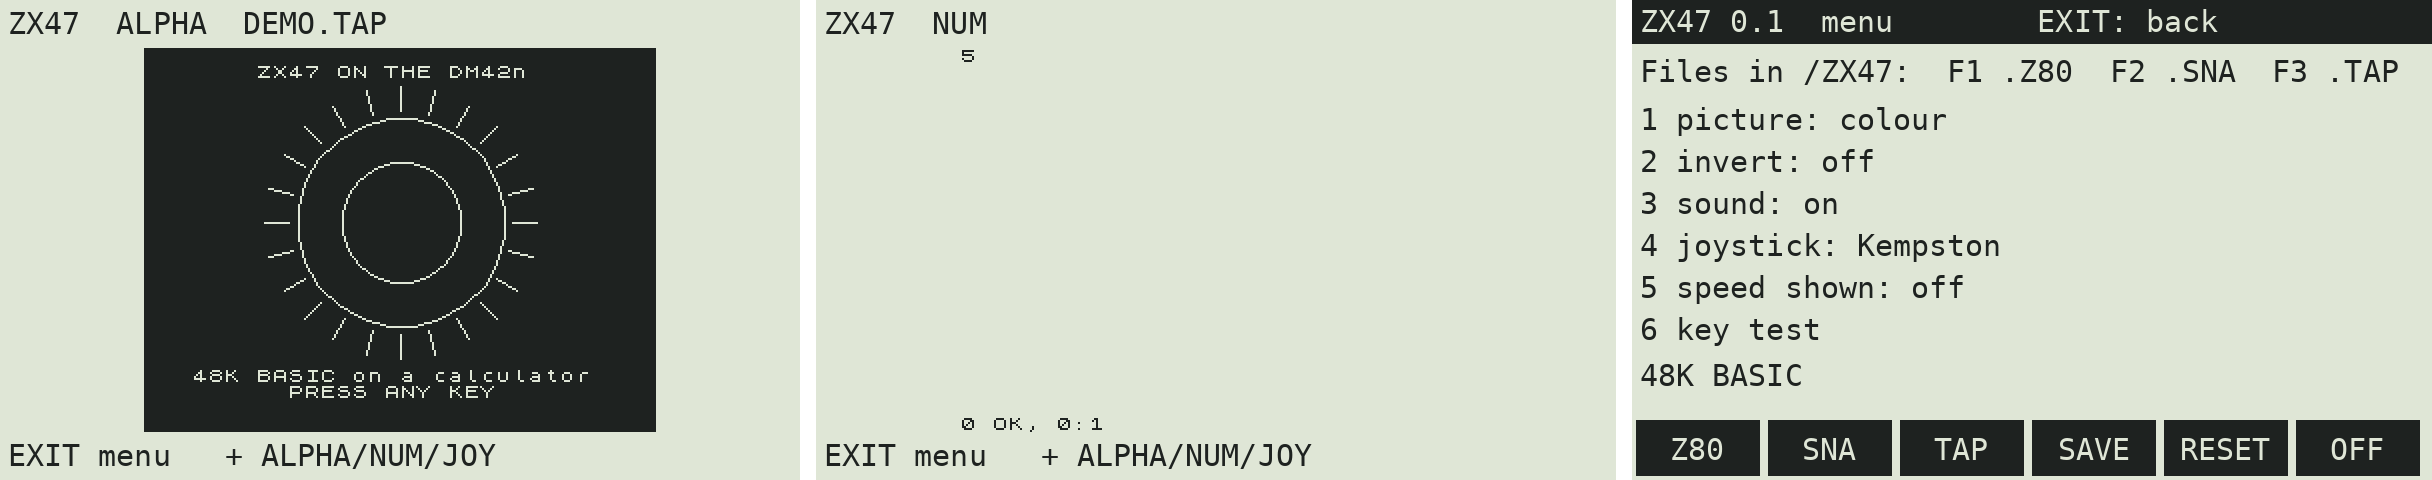 ZX47  ALPHA  DEMO.TAP
ZX47 ON THE DM42n
48K BASIC on a calculator
PRESS ANY KEY
EXIT menu   + ALPHA/NUM/JOY
ZX47  NUM
5
0 OK, 0:1
EXIT menu   + ALPHA/NUM/JOY
ZX47 0.1  menu        EXIT: back
Files in /ZX47:  F1 .Z80  F2 .SNA  F3 .TAP
1 picture: colour
2 invert: off
3 sound: on
4 joystick: Kempston
5 speed shown: off
6 key test
48K BASIC
Z80 SNA TAP SAVE RESET OFF